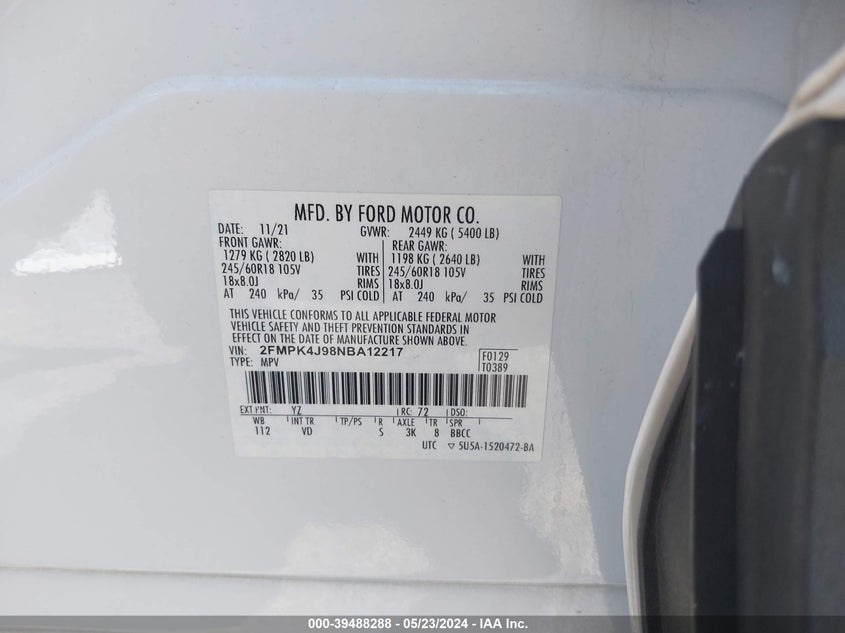 MFD. BY FORD MOTOR CO.
DATE: 11/21 GVWR: 2449 KG ( 5400 LB)
FRONT GAWR: REAR GAWR:
1279 KG ( 2820 LB) WITH 1198 KG ( 2640 LB) WITH
245/60R18 105V TIRES 245/60R18 105V TIRES
18x8.0J RIMS 18x8.0J RIMS
AT 240 kPa/ 35 PSI COLD AT 240 kPa/ 35 PSI COLD
THIS VEHICLE CONFORMS TO ALL APPLICABLE FEDERAL MOTOR
VEHICLE SAFETY AND THEFT PREVENTION STANDARDS IN
EFFECT ON THE DATE OF MANUFACTURE SHOWN ABOVE.
VIN: 2FMPK4J98NBA12217 F0129
TYPE: MPV T0389
EXT PNT: YZ RC: 72 DSO:
WB INT TR TP/PS R AXLE TR SPR
112 VD S 3K 8 BBCC
UTC ▽ 5U5A-1520472-BA
000-39488288 - 05/23/2024 - IAA Inc.